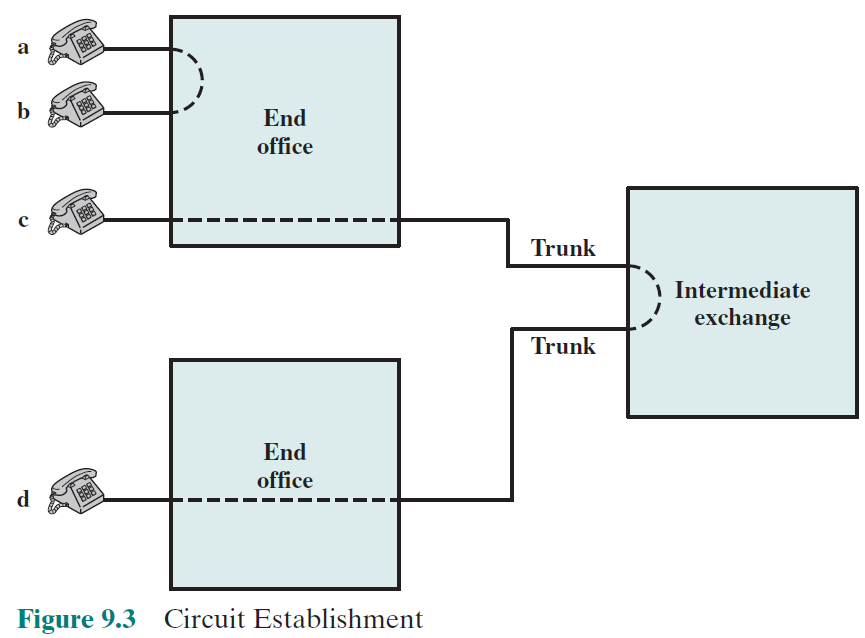 a
b
End
office
c
Trunk
Intermediate
exchange
Trunk
End
office
d
Figure 9.3 Circuit Establishment